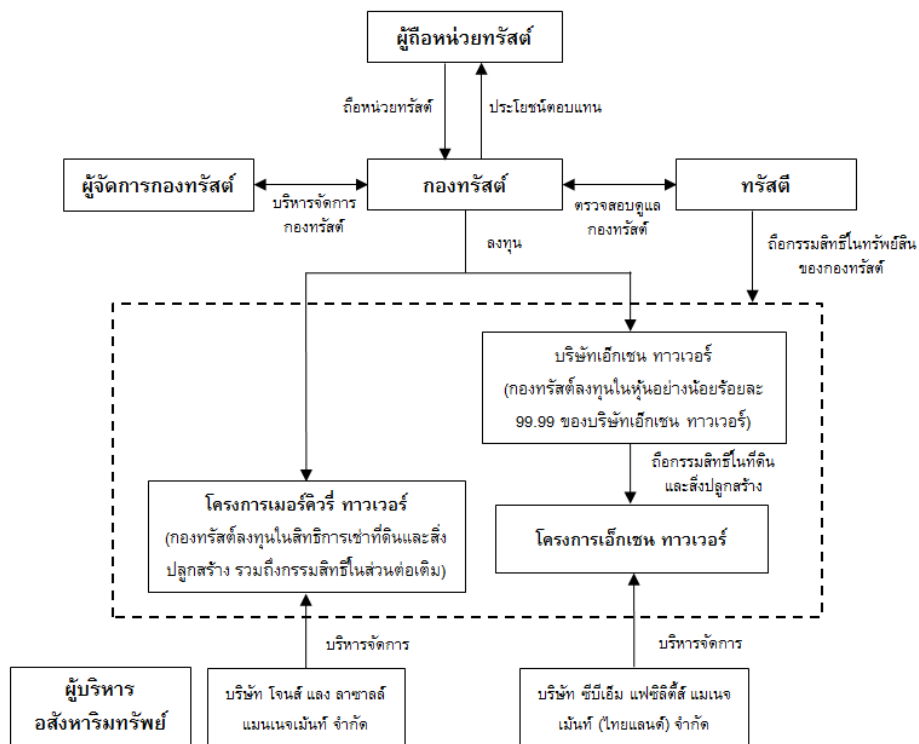 ผู้ถือหน่วยทรัสต์
ถือหน่วยทรัสต์
ประโยชน์ตอบแทน
ผู้จัดการกองทรัสต์
บริหารจัดการ
กองทรัสต์
กองทรัสต์
ตรวจสอบดูแล
กองทรัสต์
ทรัสตี
ลงทุน
ถือกรรมสิทธิ์ในทรัพย์สิน
ของกองทรัสต์
บริษัทเอ็กเชน ทาวเวอร์
(กองทรัสต์ลงทุนในหุ้นอย่างน้อยร้อยละ
99.99 ของบริษัทเอ็กเชน ทาวเวอร์)
ถือกรรมสิทธิ์ในที่ดิน
และสิ่งปลูกสร้าง
โครงการเมอร์คิวรี่ ทาวเวอร์
(กองทรัสต์ลงทุนในสิทธิการเช่าที่ดินและสิ่ง
ปลูกสร้าง รวมถึงกรรมสิทธิ์ในส่วนต่อเติม)
โครงการเอ็กเชน ทาวเวอร์
บริหารจัดการ
บริหารจัดการ
ผู้บริหาร
อสังหาริมทรัพย์
บริษัท โจนส์ แลง ลาซาลล์
แมนเนจเม้นท์ จำกัด
บริษัท ซีบีเอ็ม แฟซิลิตี้ส์ แมเนจ
เม้นท์ (ไทยแลนด์) จำกัด